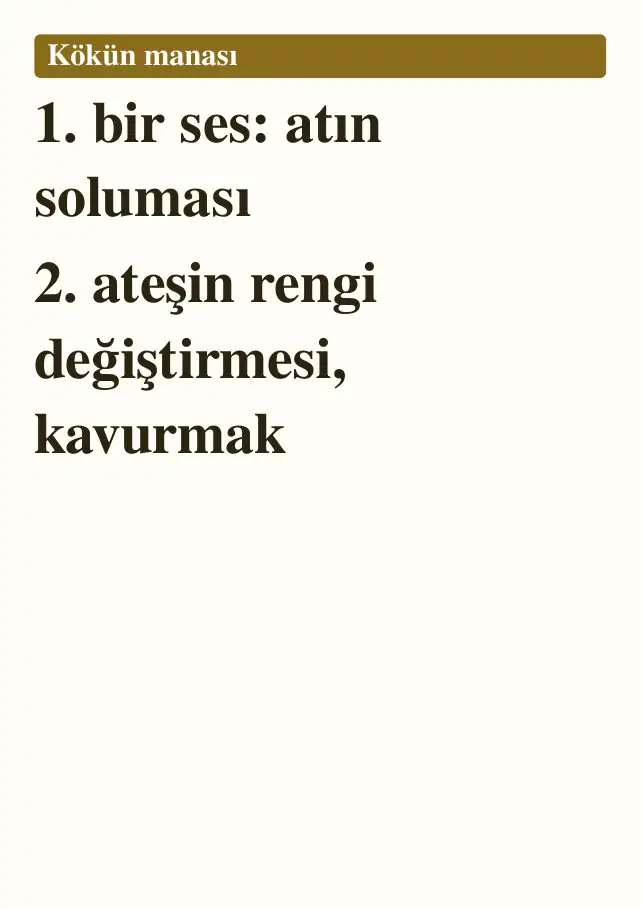 Kökün manası
1. bir ses: atın
soluması
2. ateşin rengi
değiştirmesi,
kavurmak